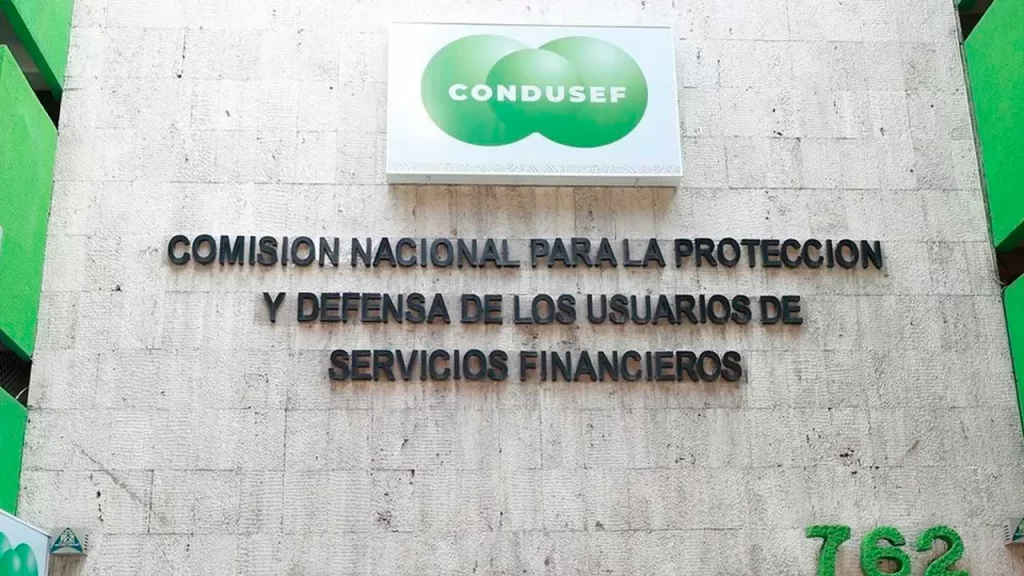 CONDUSEF
COMISION NACIONAL PARA LA PROTECCION
Y DEFENSA DE LOS USUARIOS DE
SERVICIOS FINANCIEROS
762